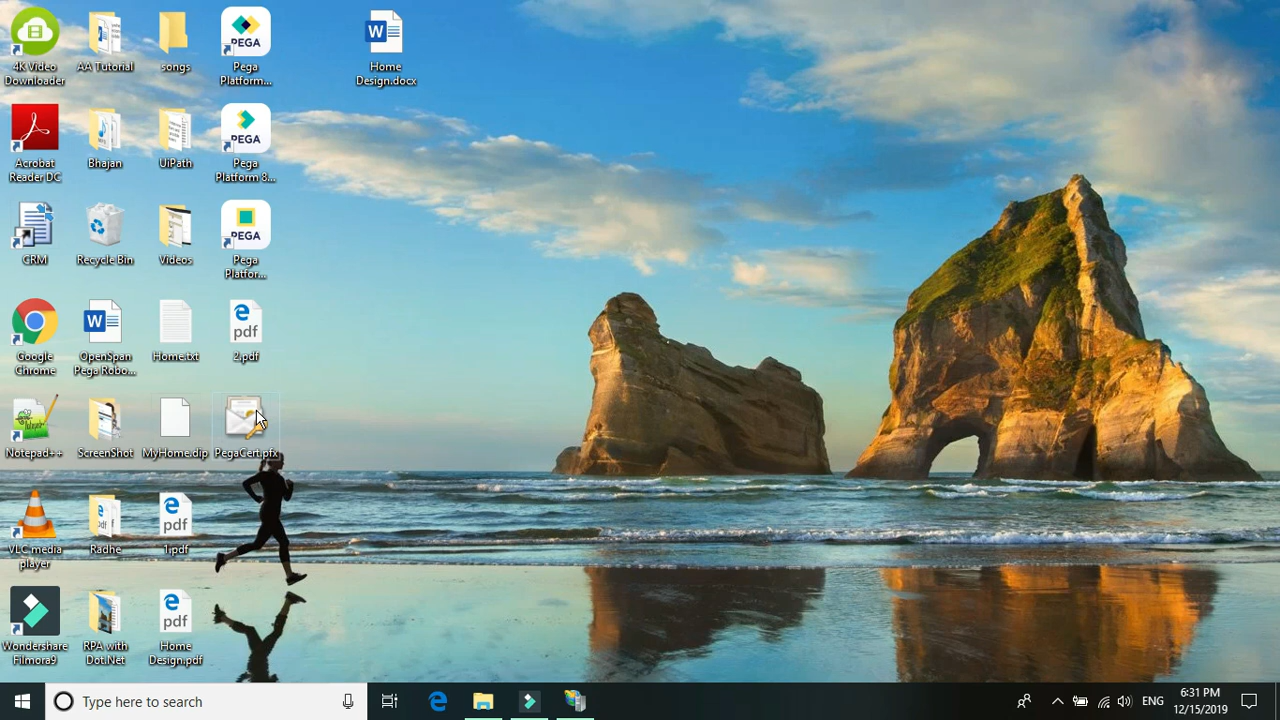 4K Video
Downloader
AA Tutorial
songs
PEGA
Pega
Platform...
Home
Design.docx
Acrobat
Reader DC
Bhajan
UiPath
PEGA
Pega
Platform 8...
CRM
Recycle Bin
Videos
PEGA
Pega
Platfor...
Google
Chrome
OpenSpan
Pega Robo...
Home.txt
pdf
2.pdf
Notepad++
ScreenShot
MyHome.dip
PegaCert.pfx
VLC media
player
Radhe
pdf
1.pdf
Wondershare
Filmora9
RPA with
Dot.Net
pdf
Home
Design.pdf
Type here to search
ENG
6:31 PM
12/15/2019